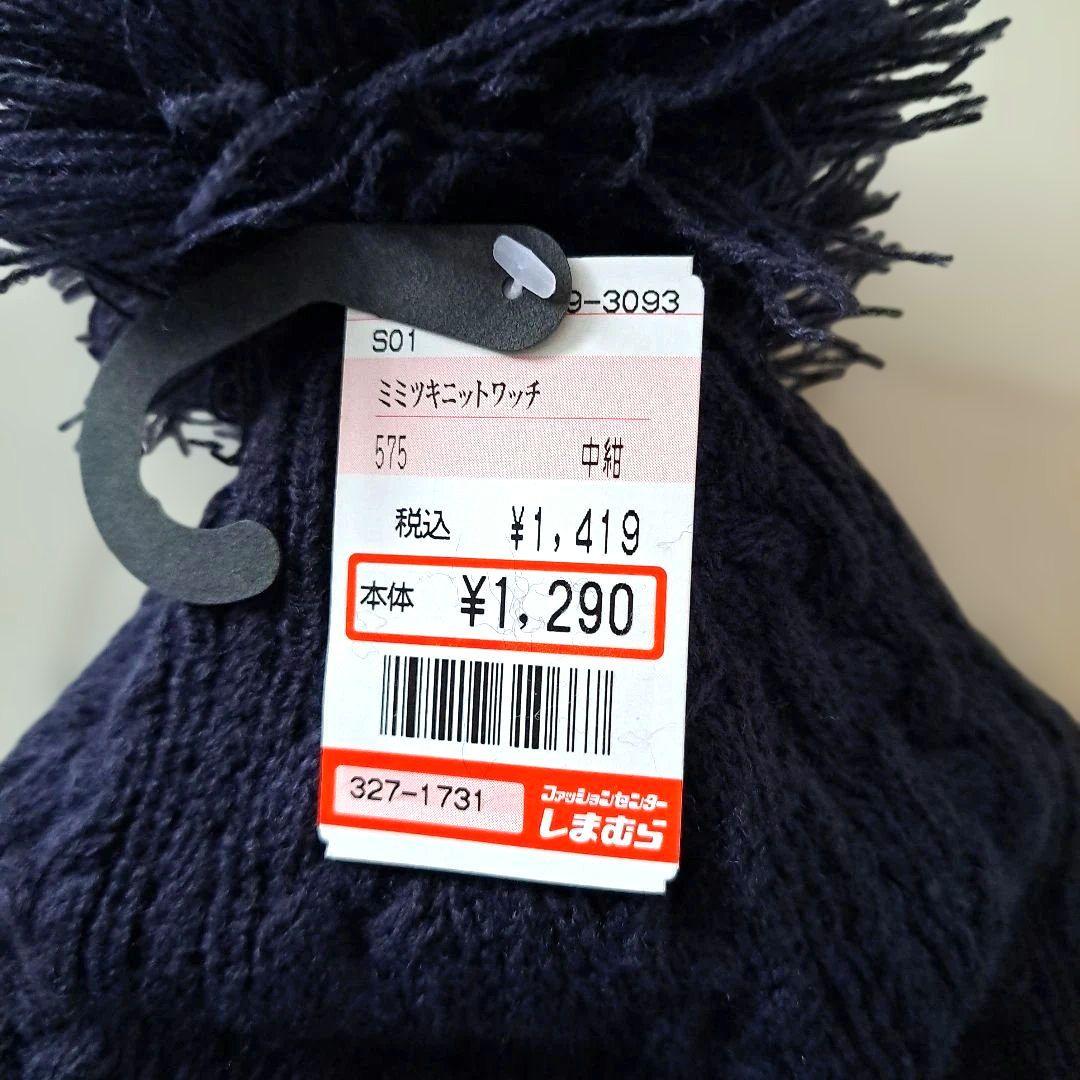 9-3093
S01
ミミツキニットワッチ
575 中紺
税込 ¥1,419
本体 ¥1,290
327-1731
ファッションセンター
しまむら